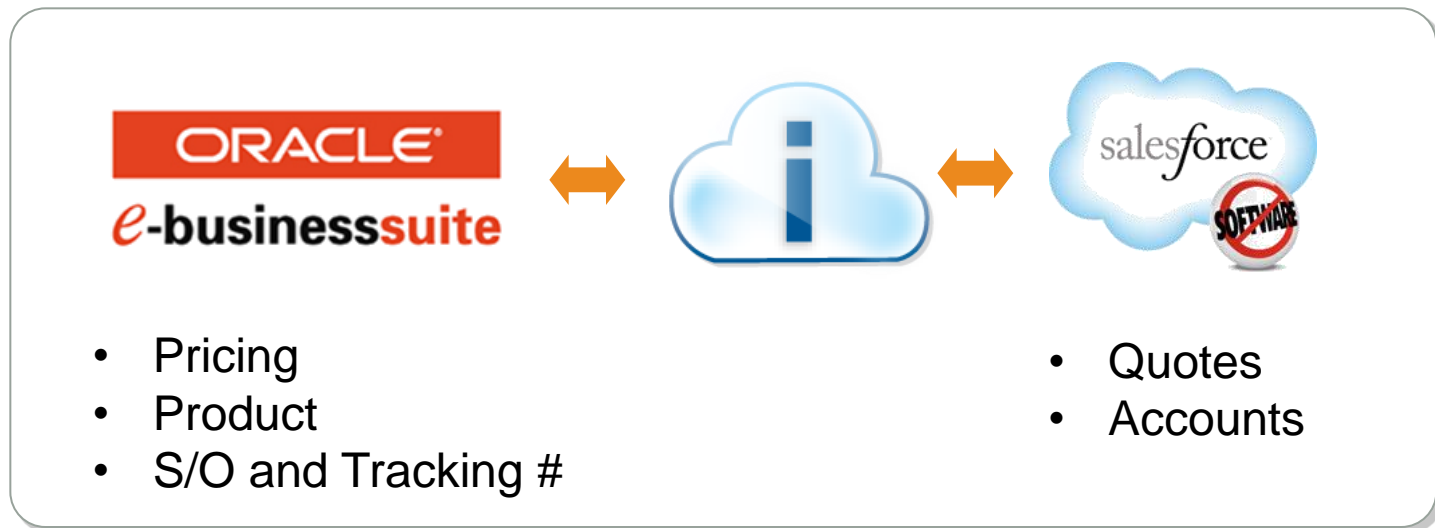 ORACLE®
e-businesssuite
i
salesforce
SOFTWARE
• Pricing
• Product
• S/O and Tracking #
• Quotes
• Accounts